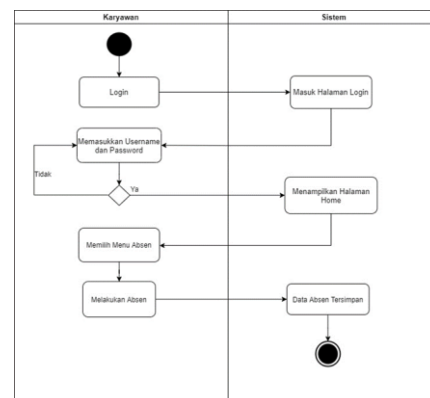 Karyawan
Sistem
Login
Masuk Halaman Login
Memasukkan Username
dan Password
Tidak
Ya
Menampilkan Halaman
Home
Memilih Menu Absen
Melakukan Absen
Data Absen Tersimpan